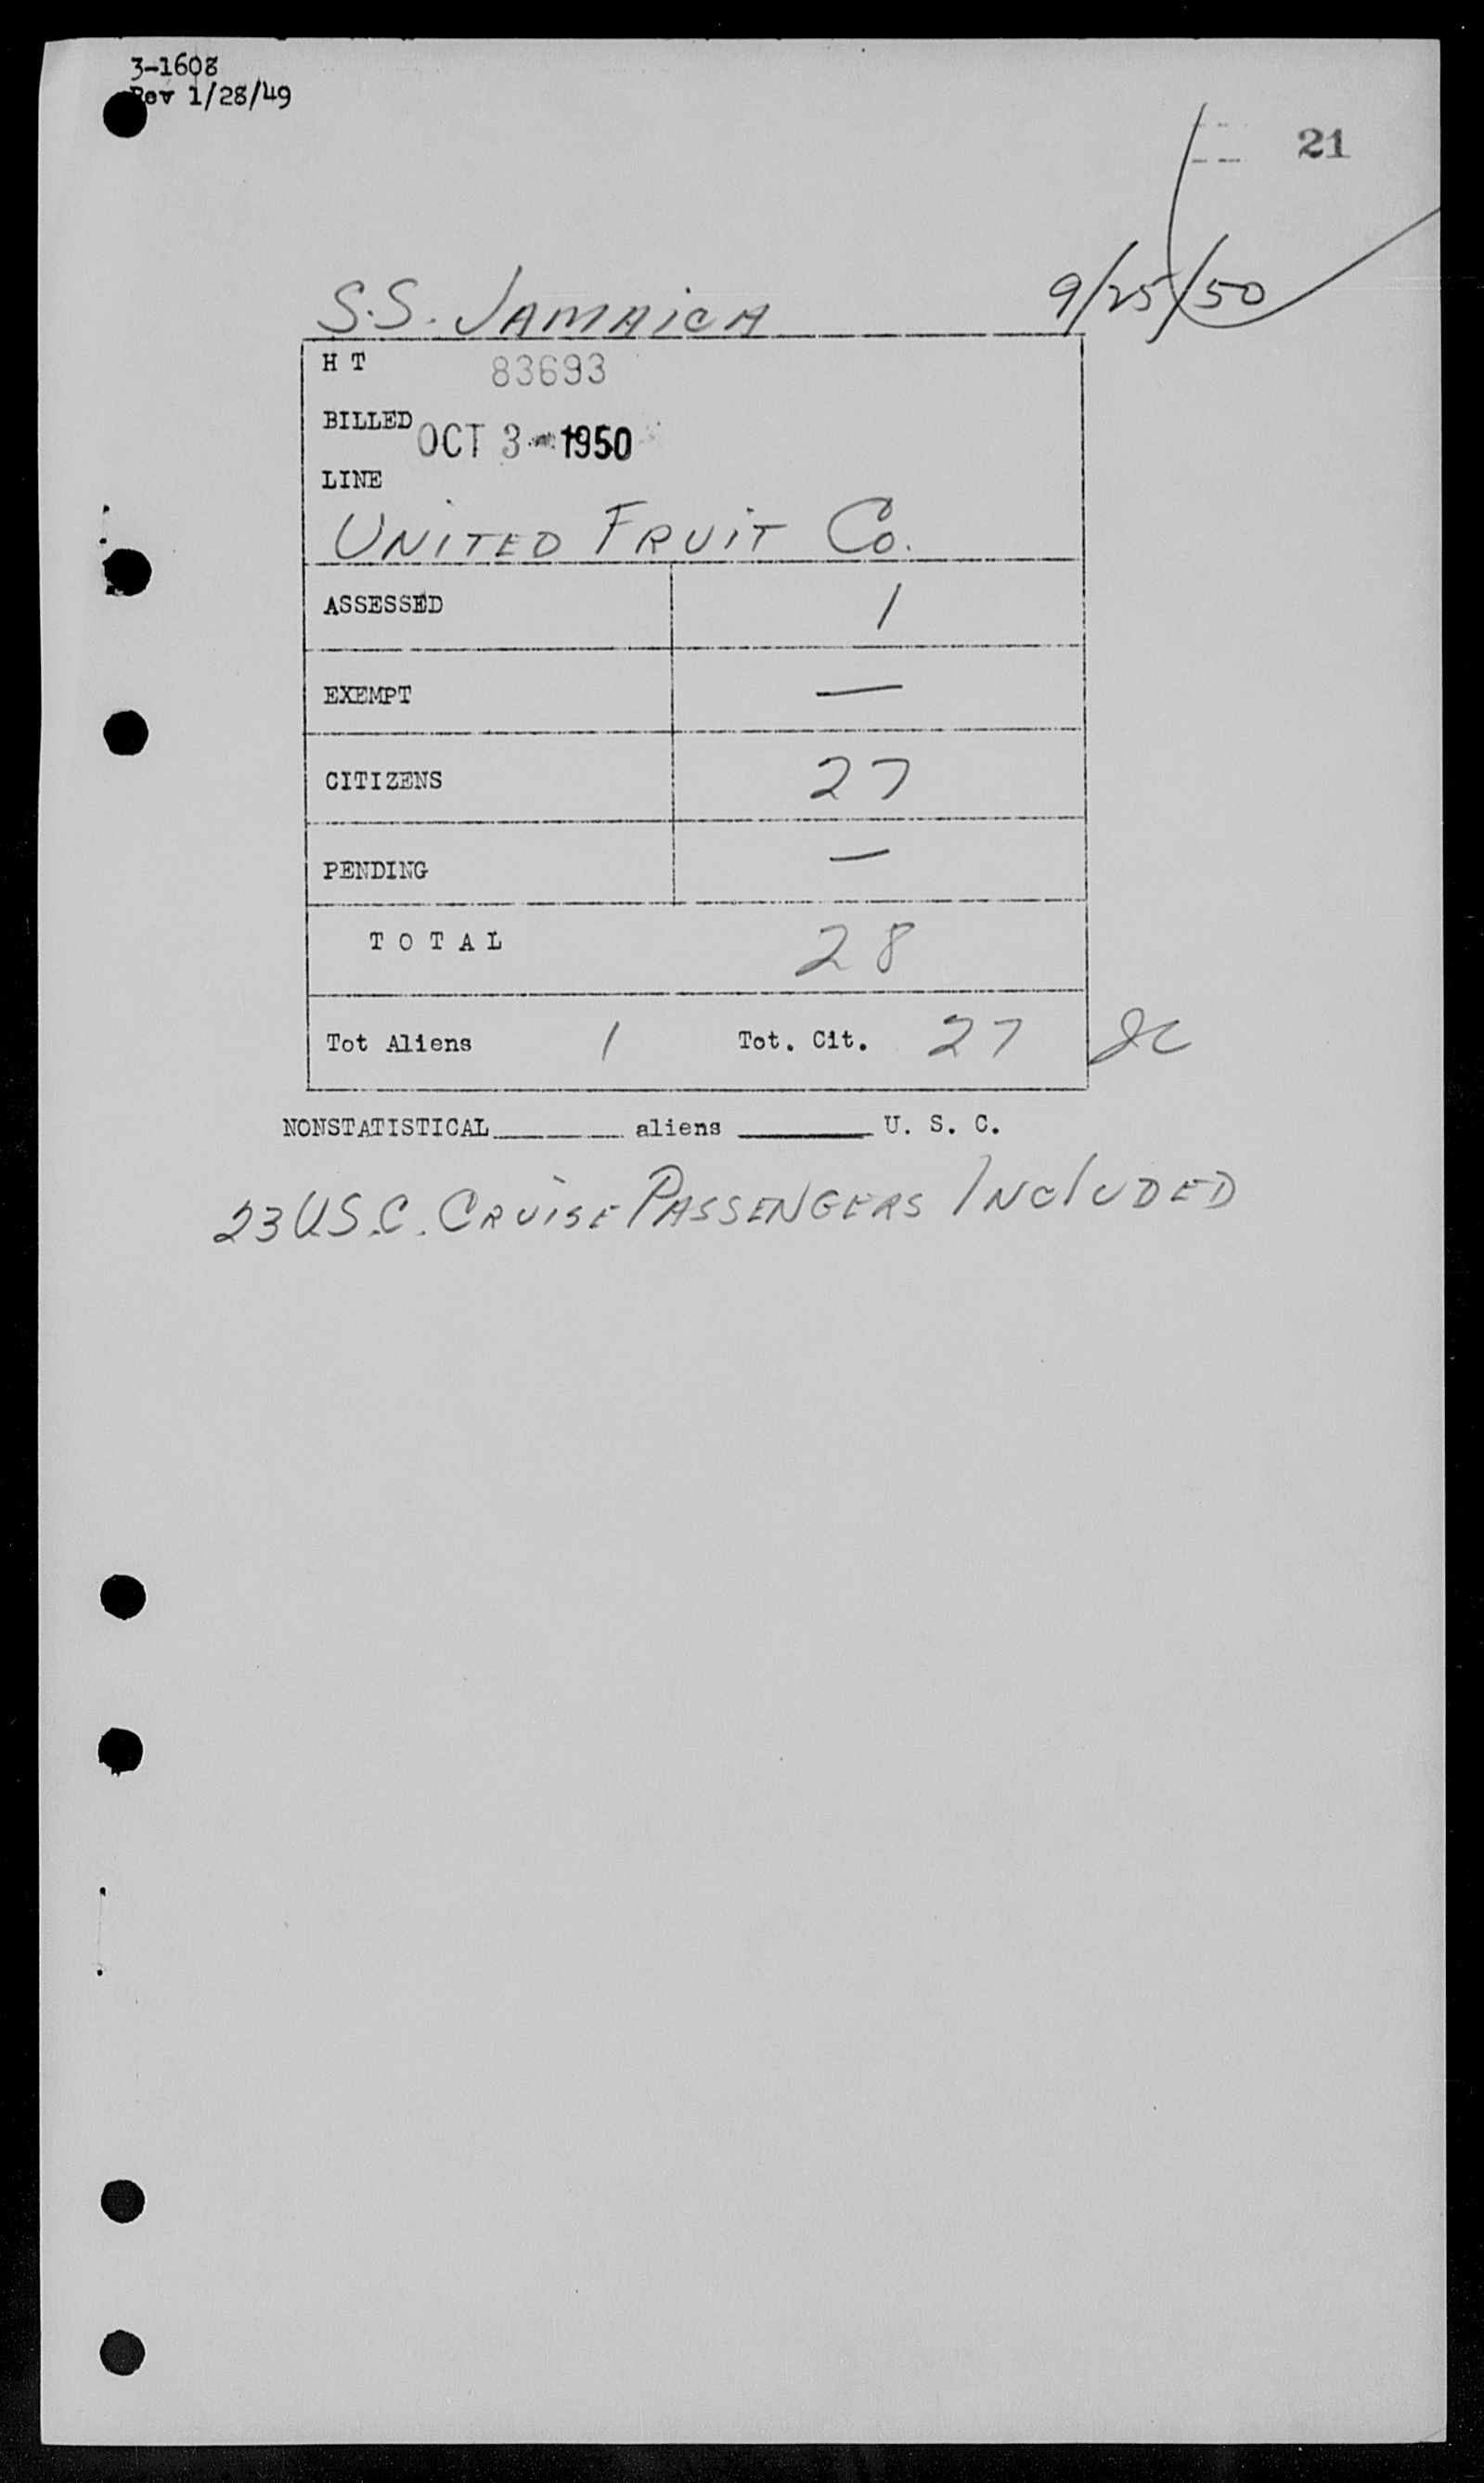 3-1608
Rev 1/28/49
21
S.S. JAMAICA 9/25/50
H T 83693
BILLED OCT 3 - 1950
LINE
UNITED FRUIT Co.
ASSESSED 1
EXEMPT —
CITIZENS 27
PENDING —
T O T A L 28
Tot Aliens 1 Tot. Cit. 27
NONSTATISTICAL______ aliens ______ U. S. C.
23 U.S.C. CRUISE PASSENGERS INCLUDED